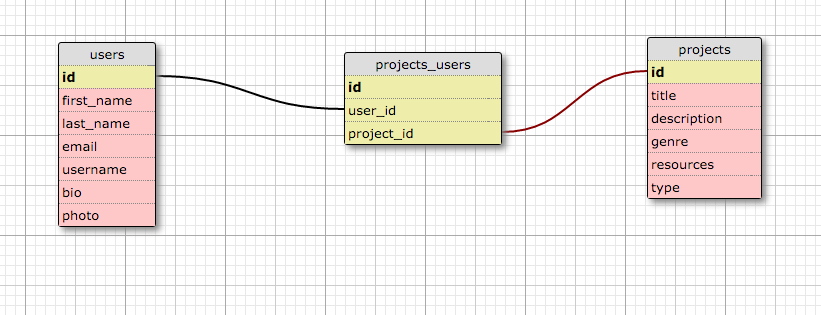 users
id
first_name
last_name
email
username
bio
photo
projects_users
id
user_id
project_id
projects
id
title
description
genre
resources
type